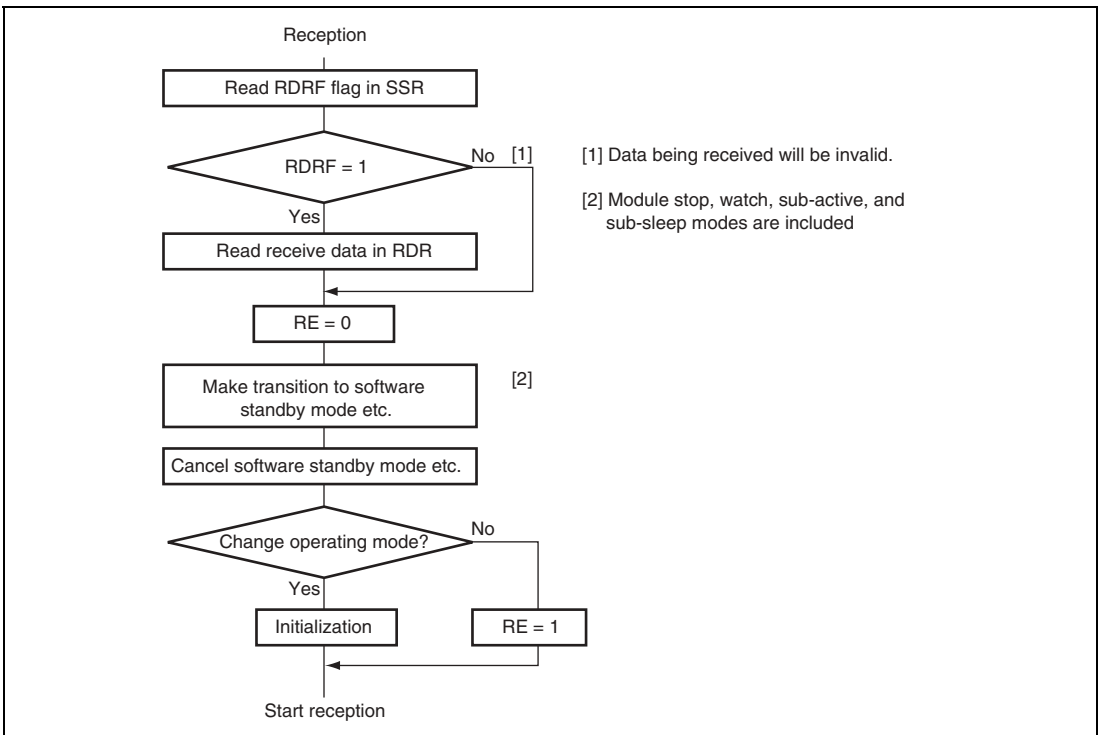 Reception
Read RDRF flag in SSR
RDRF = 1
No [1]
[1] Data being received will be invalid.
[2] Module stop, watch, sub-active, and
sub-sleep modes are included
Yes
Read receive data in RDR
RE = 0
Make transition to software
standby mode etc.
[2]
Cancel software standby mode etc.
Change operating mode?
No
Yes
Initialization
RE = 1
Start reception